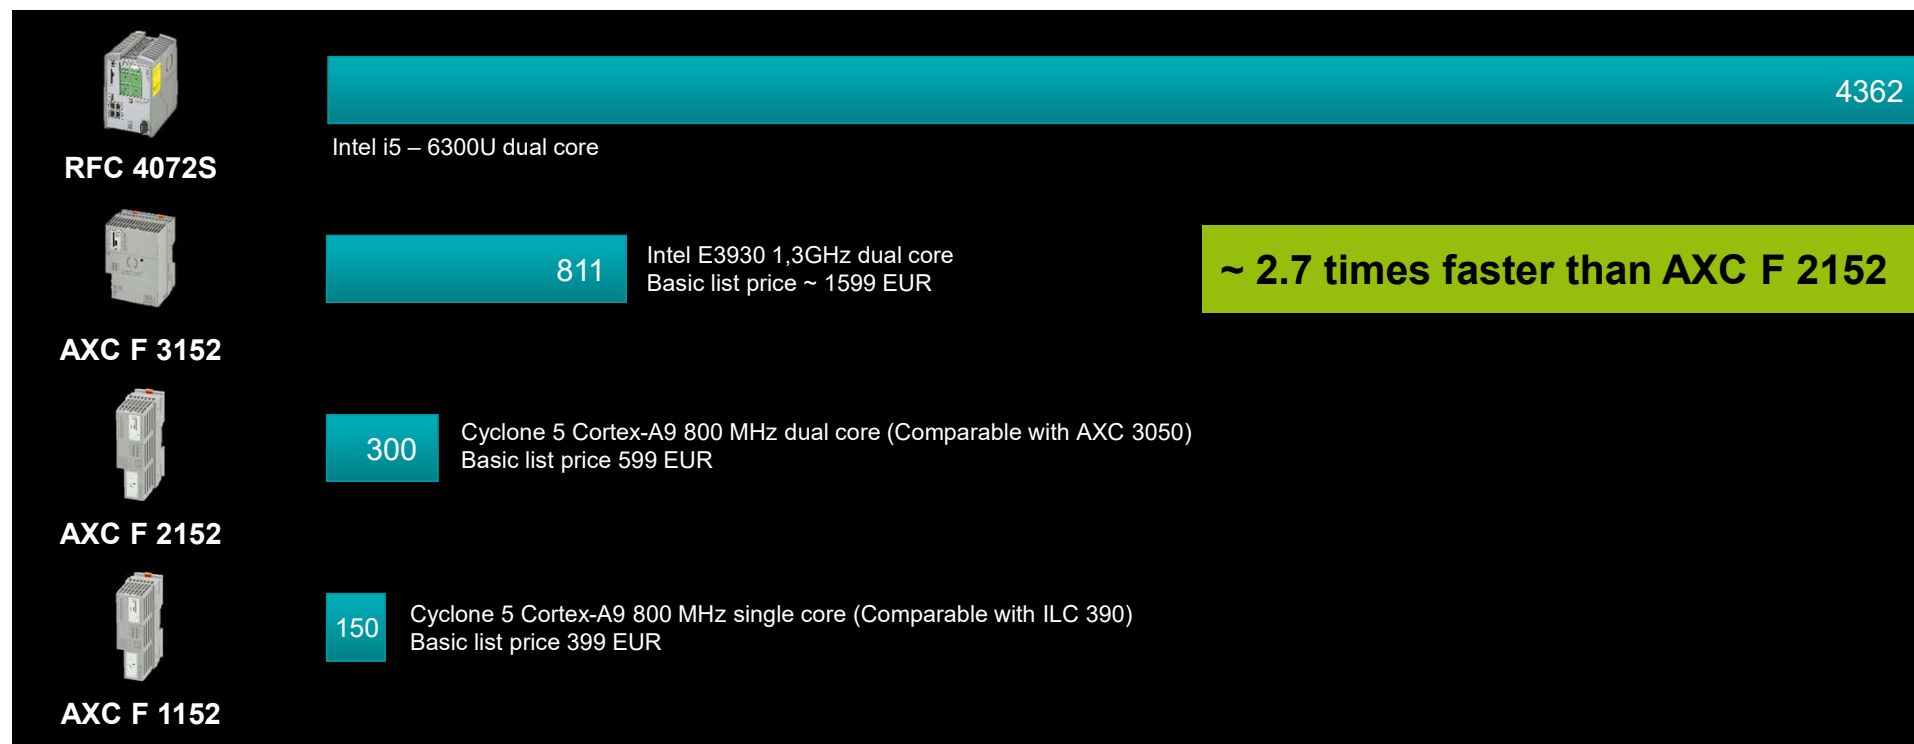 4362
Intel i5 – 6300U dual core
RFC 4072S
811
Intel E3930 1,3GHz dual core
Basic list price ~ 1599 EUR
~ 2.7 times faster than AXC F 2152
AXC F 3152
300
Cyclone 5 Cortex-A9 800 MHz dual core (Comparable with AXC 3050)
Basic list price 599 EUR
AXC F 2152
150
Cyclone 5 Cortex-A9 800 MHz single core (Comparable with ILC 390)
Basic list price 399 EUR
AXC F 1152